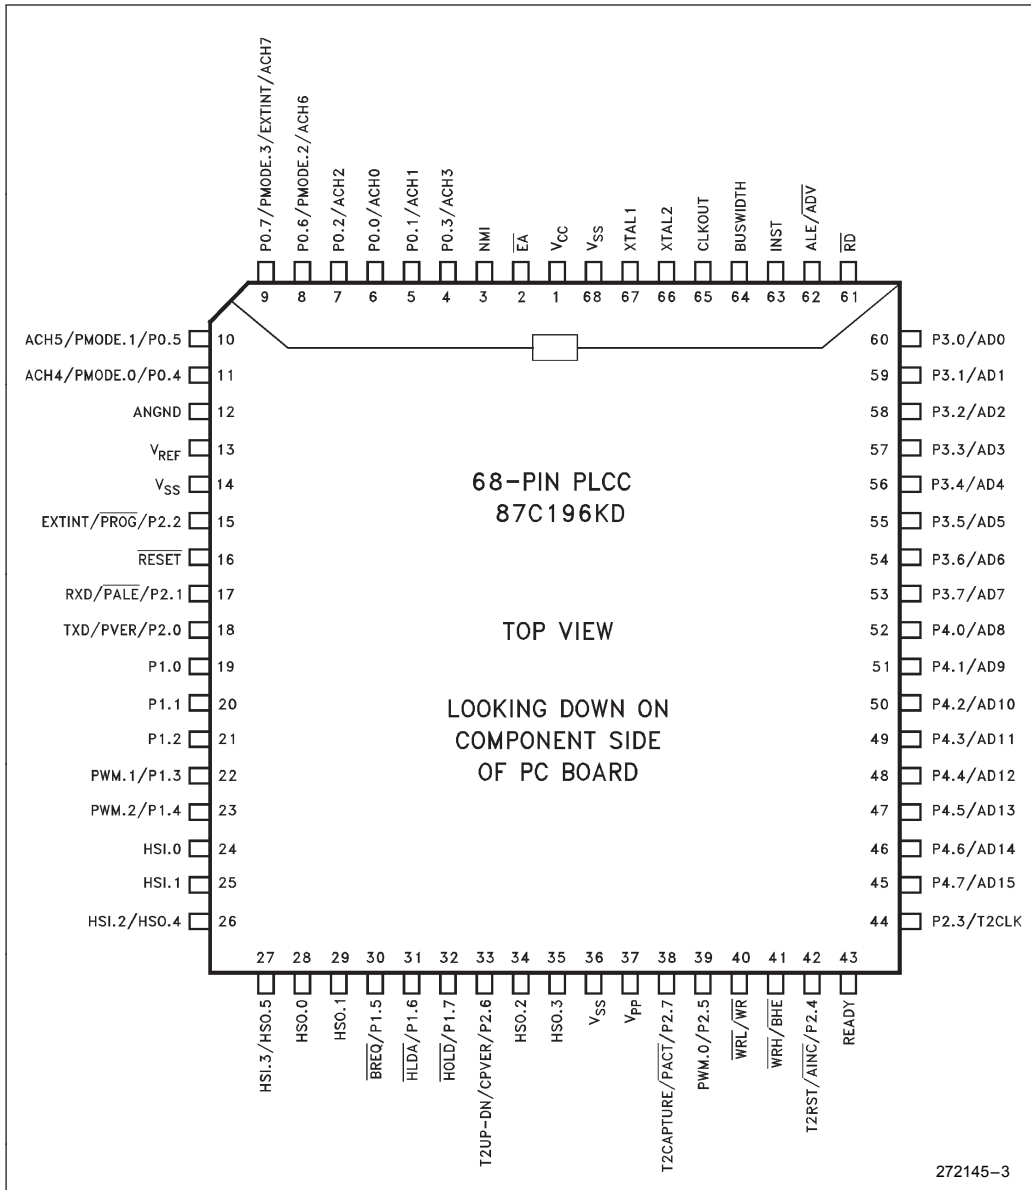 P0.7/PMODE.3/EXTINT/ACH7
P0.6/PMODE.2/ACH6
P0.2/ACH2
P0.0/ACH0
P0.1/ACH1
P0.3/ACH3
NMI
EA
VCC
VSS
XTAL1
XTAL2
CLKOUT
BUSWIDTH
INST
ALE/ADV
RD
9 8 7 6 5 4 3 2 1 68 67 66 65 64 63 62 61
ACH5/PMODE.1/P0.5 10
ACH4/PMODE.0/P0.4 11
ANGND 12
VREF 13
VSS 14
EXTINT/PROG/P2.2 15
RESET 16
RXD/PALE/P2.1 17
TXD/PVER/P2.0 18
P1.0 19
P1.1 20
P1.2 21
PWM.1/P1.3 22
PWM.2/P1.4 23
HSI.0 24
HSI.1 25
HSI.2/HSO.4 26
68-PIN PLCC
87C196KD
TOP VIEW
LOOKING DOWN ON
COMPONENT SIDE
OF PC BOARD
60 P3.0/AD0
59 P3.1/AD1
58 P3.2/AD2
57 P3.3/AD3
56 P3.4/AD4
55 P3.5/AD5
54 P3.6/AD6
53 P3.7/AD7
52 P4.0/AD8
51 P4.1/AD9
50 P4.2/AD10
49 P4.3/AD11
48 P4.4/AD12
47 P4.5/AD13
46 P4.6/AD14
45 P4.7/AD15
44 P2.3/T2CLK
27 28 29 30 31 32 33 34 35 36 37 38 39 40 41 42 43
HSI.3/HSO.5
HSO.0
HSO.1
BREQ/P1.5
HLDA/P1.6
HOLD/P1.7
T2UP-DN/CPVER/P2.6
HSO.2
HSO.3
VSS
VPP
T2CAPTURE/PACT/P2.7
PWM.0/P2.5
WRL/WR
WRH/BHE
T2RST/AINC/P2.4
READY
272145-3